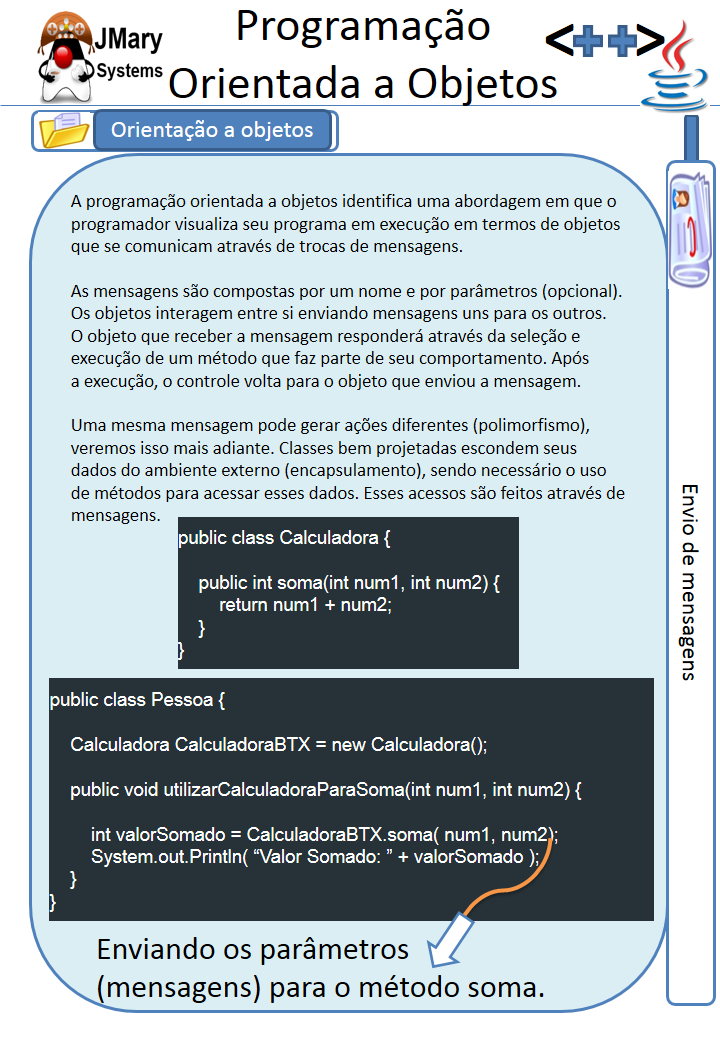 JMary
Systems
Programação
Orientada a Objetos
<++>
Orientação a objetos
A programação orientada a objetos identifica uma abordagem em que o
programador visualiza seu programa em execução em termos de objetos
que se comunicam através de trocas de mensagens.
As mensagens são compostas por um nome e por parâmetros (opcional).
Os objetos interagem entre si enviando mensagens uns para os outros.
O objeto que receber a mensagem responderá através da seleção e
execução de um método que faz parte de seu comportamento. Após
a execução, o controle volta para o objeto que enviou a mensagem.
Uma mesma mensagem pode gerar ações diferentes (polimorfismo),
veremos isso mais adiante. Classes bem projetadas escondem seus
dados do ambiente externo (encapsulamento), sendo necessário o uso
de métodos para acessar esses dados. Esses acessos são feitos através de
mensagens.
public class Calculadora {
public int soma(int num1, int num2) {
return num1 + num2;
}
}
public class Pessoa {
Calculadora CalculadoraBTX = new Calculadora();
public void utilizarCalculadoraParaSoma(int num1, int num2) {
int valorSomado = CalculadoraBTX.soma( num1, num2);
System.out.Println( “Valor Somado: ” + valorSomado );
}
}
Enviando os parâmetros
(mensagens) para o método soma.
Envio de mensagens